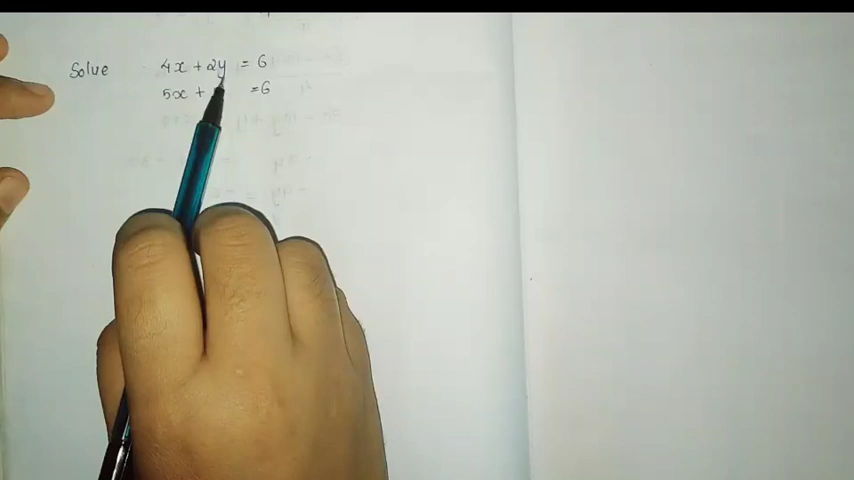 Solve 4x + 2y = 6
5x + = 6